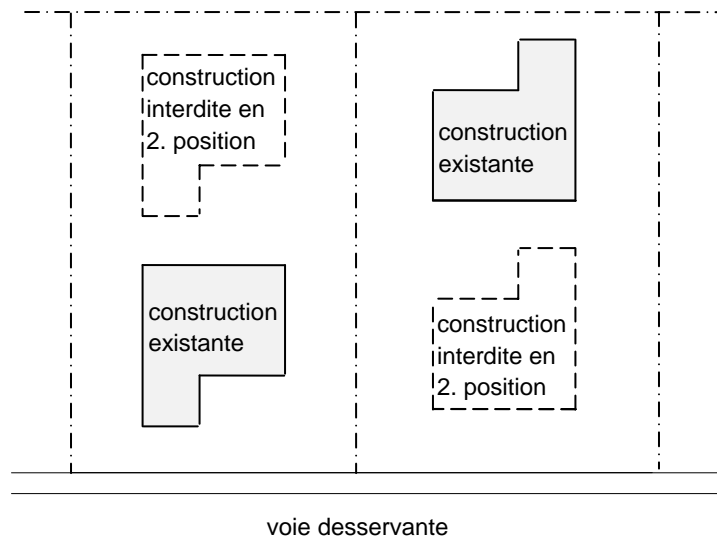 construction
interdite en
2. position
construction
existante
construction
existante
construction
interdite en
2. position
voie desservante